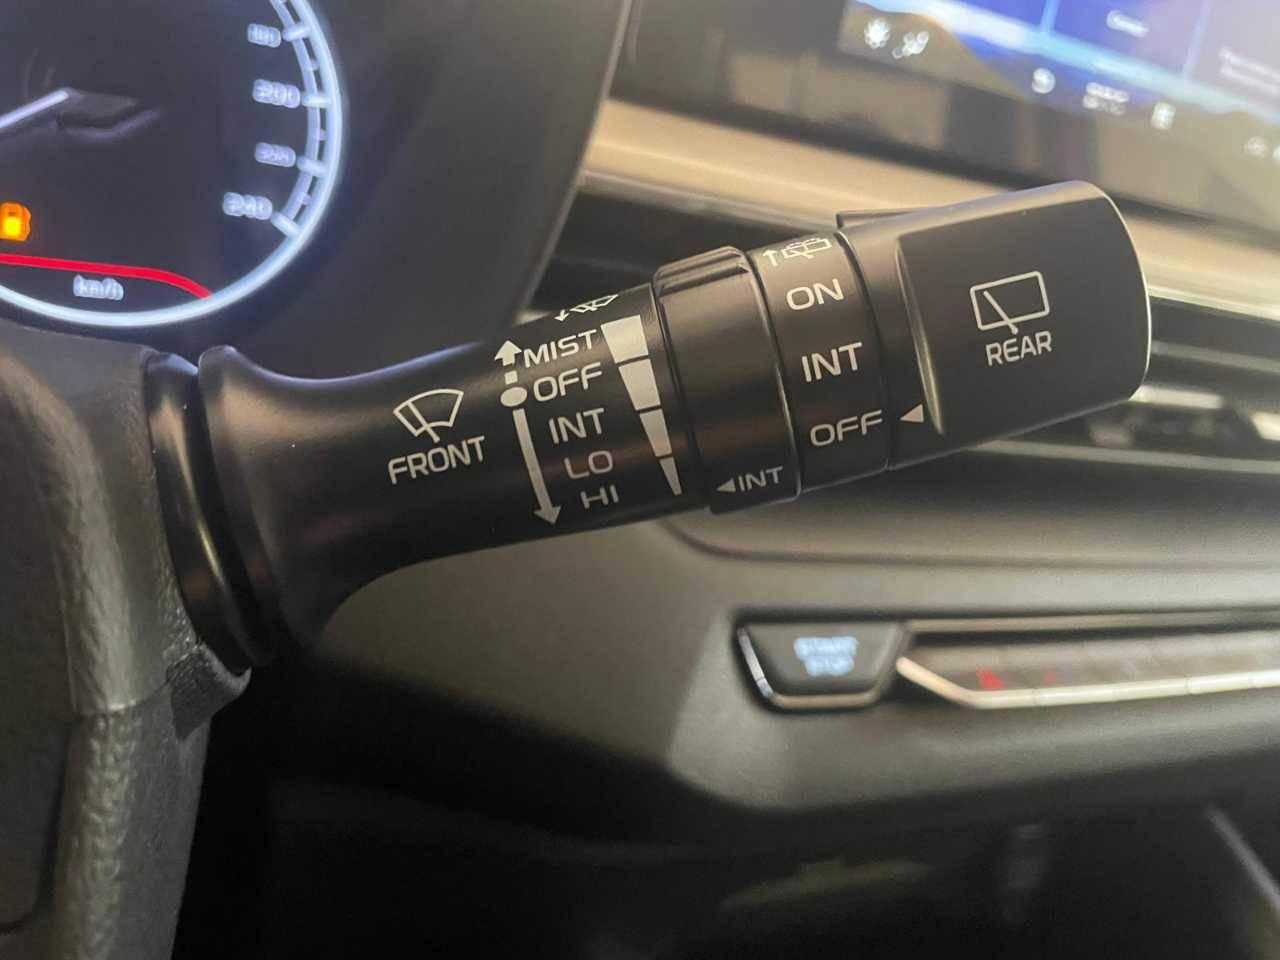 200
240
km/h
FRONT
MIST
OFF
INT
LO
HI
INT
ON
INT
OFF
REAR
START
STOP